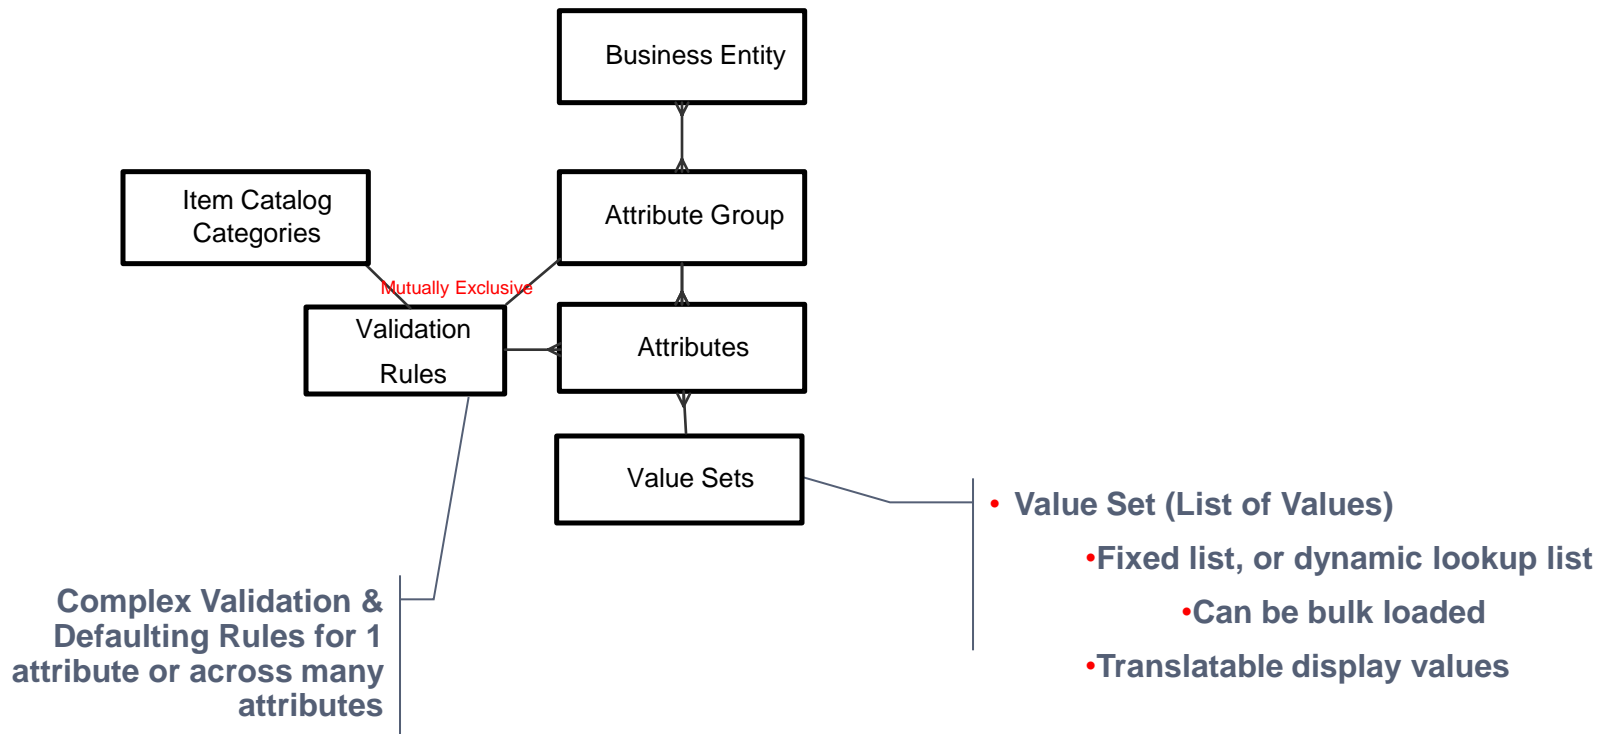 Business Entity
Item Catalog
Categories
Attribute Group
Mutually Exclusive
Validation
Rules
Attributes
Value Sets
• Value Set (List of Values)
•Fixed list, or dynamic lookup list
•Can be bulk loaded
•Translatable display values
Complex Validation &
Defaulting Rules for 1
attribute or across many
attributes